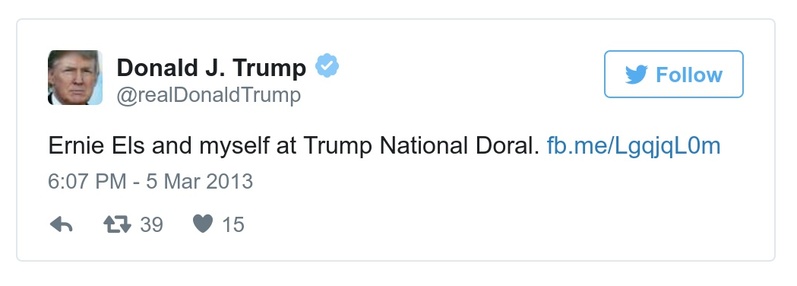 Donald J. Trump
@realDonaldTrump
Follow
Ernie Els and myself at Trump National Doral. fb.me/LgqjqL0m
6:07 PM - 5 Mar 2013
39 15